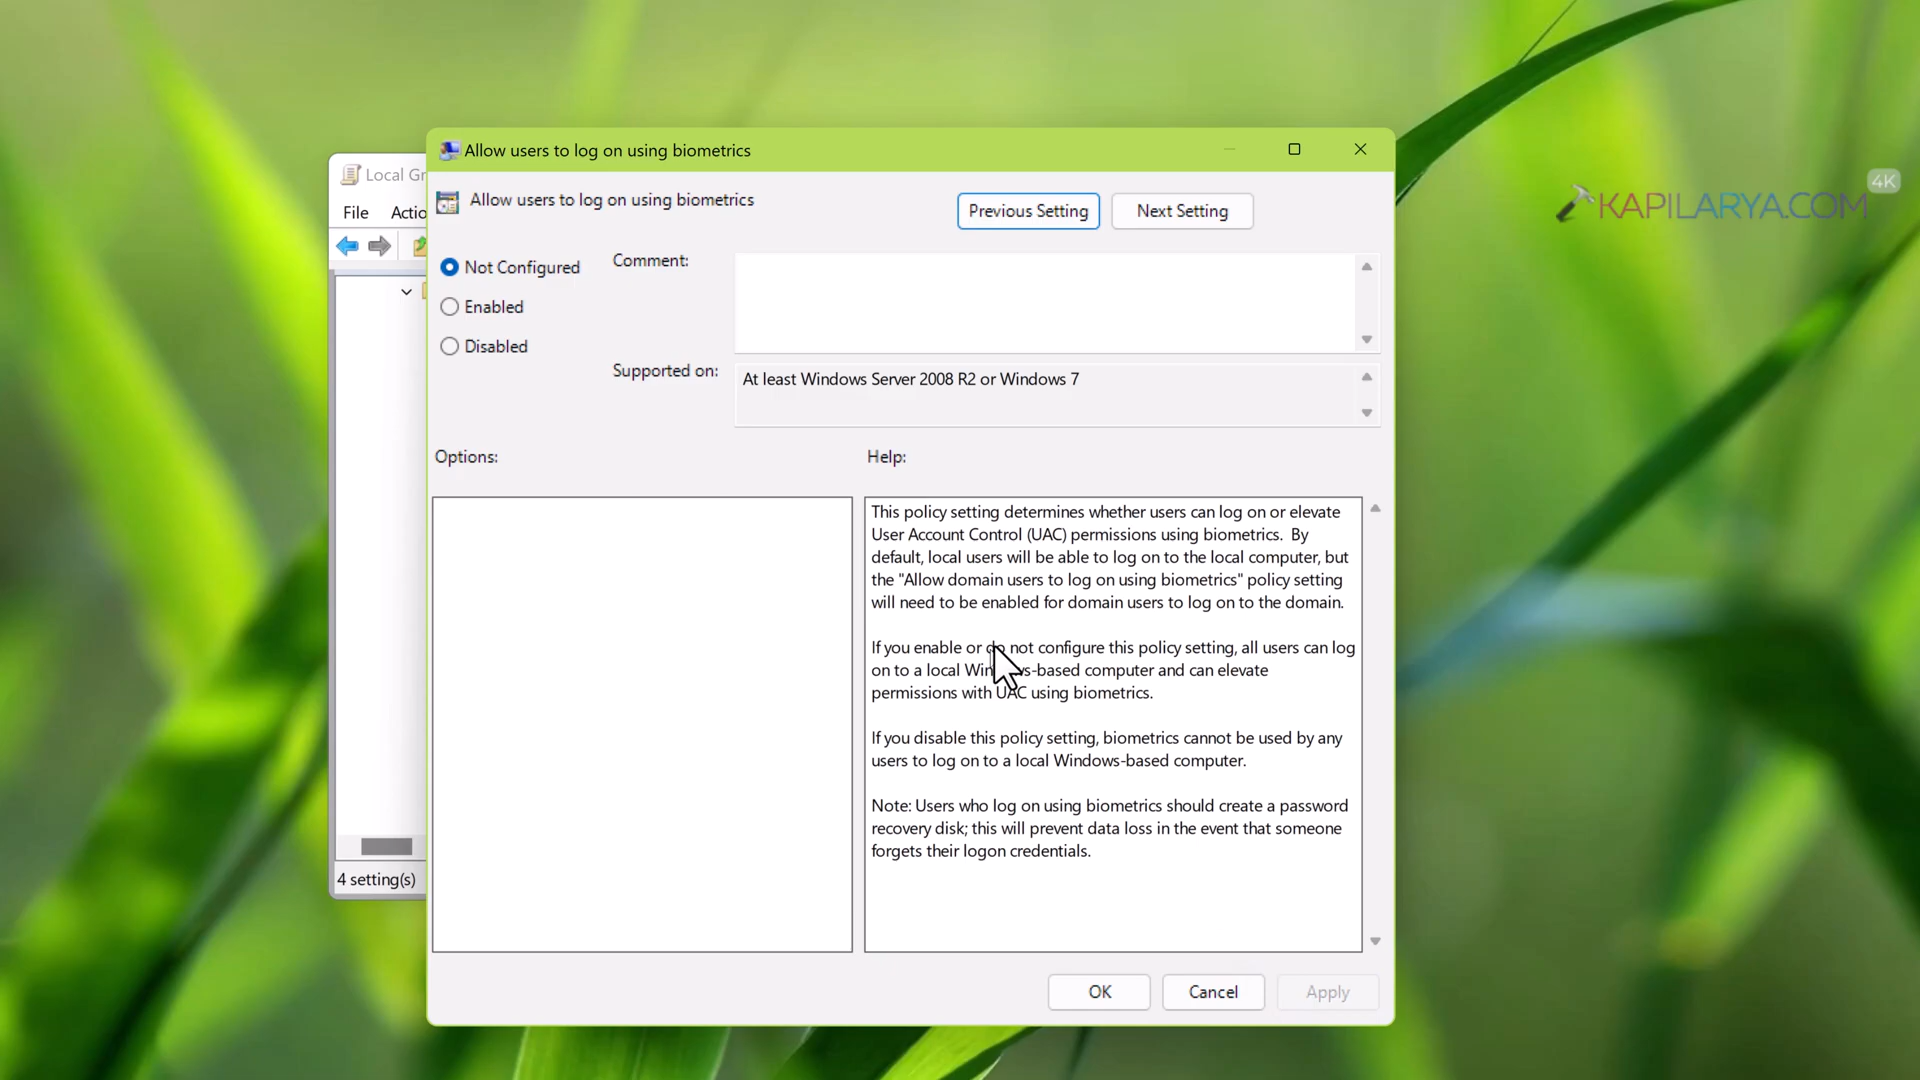 Allow users to log on using biometrics
Local Gr
File Actio
Allow users to log on using biometrics
Previous Setting
Next Setting
4K
KAPILARYA.COM
Not Configured
Enabled
Disabled
Comment:
Supported on:
At least Windows Server 2008 R2 or Windows 7
Options:
Help:
This policy setting determines whether users can log on or elevate
User Account Control (UAC) permissions using biometrics.  By
default, local users will be able to log on to the local computer, but
the "Allow domain users to log on using biometrics" policy setting
will need to be enabled for domain users to log on to the domain.
If you enable or do not configure this policy setting, all users can log
on to a local Windows-based computer and can elevate
permissions with UAC using biometrics.
If you disable this policy setting, biometrics cannot be used by any
users to log on to a local Windows-based computer.
Note: Users who log on using biometrics should create a password
recovery disk; this will prevent data loss in the event that someone
forgets their logon credentials.
4 setting(s)
OK
Cancel
Apply